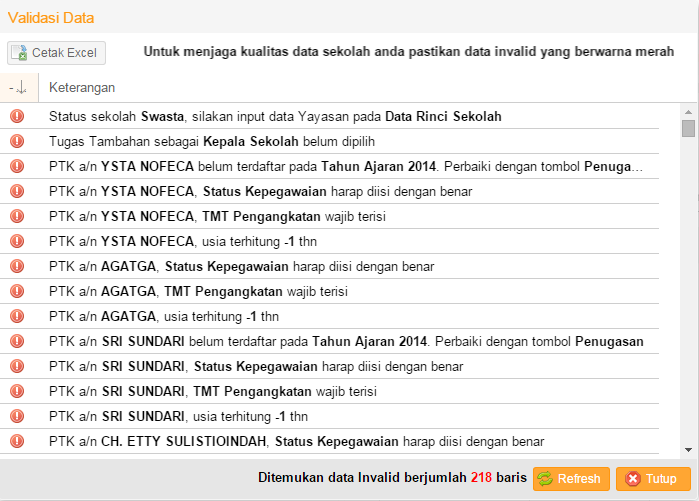 Validasi Data
Cetak Excel
Untuk menjaga kualitas data sekolah anda pastikan data invalid yang berwarna merah
Keterangan
Status sekolah Swasta, silakan input data Yayasan pada Data Rinci Sekolah
Tugas Tambahan sebagai Kepala Sekolah belum dipilih
PTK a/n YSTA NOFECA belum terdaftar pada Tahun Ajaran 2014. Perbaiki dengan tombol Penuga...
PTK a/n YSTA NOFECA, Status Kepegawaian harap diisi dengan benar
PTK a/n YSTA NOFECA, TMT Pengangkatan wajib terisi
PTK a/n YSTA NOFECA, usia terhitung -1 thn
PTK a/n AGATGA, Status Kepegawaian harap diisi dengan benar
PTK a/n AGATGA, TMT Pengangkatan wajib terisi
PTK a/n AGATGA, usia terhitung -1 thn
PTK a/n SRI SUNDARI belum terdaftar pada Tahun Ajaran 2014. Perbaiki dengan tombol Penugasan
PTK a/n SRI SUNDARI, Status Kepegawaian harap diisi dengan benar
PTK a/n SRI SUNDARI, TMT Pengangkatan wajib terisi
PTK a/n SRI SUNDARI, usia terhitung -1 thn
PTK a/n CH. ETTY SULISTIOINDAH, Status Kepegawaian harap diisi dengan benar
Ditemukan data Invalid berjumlah 218 baris
Refresh
Tutup